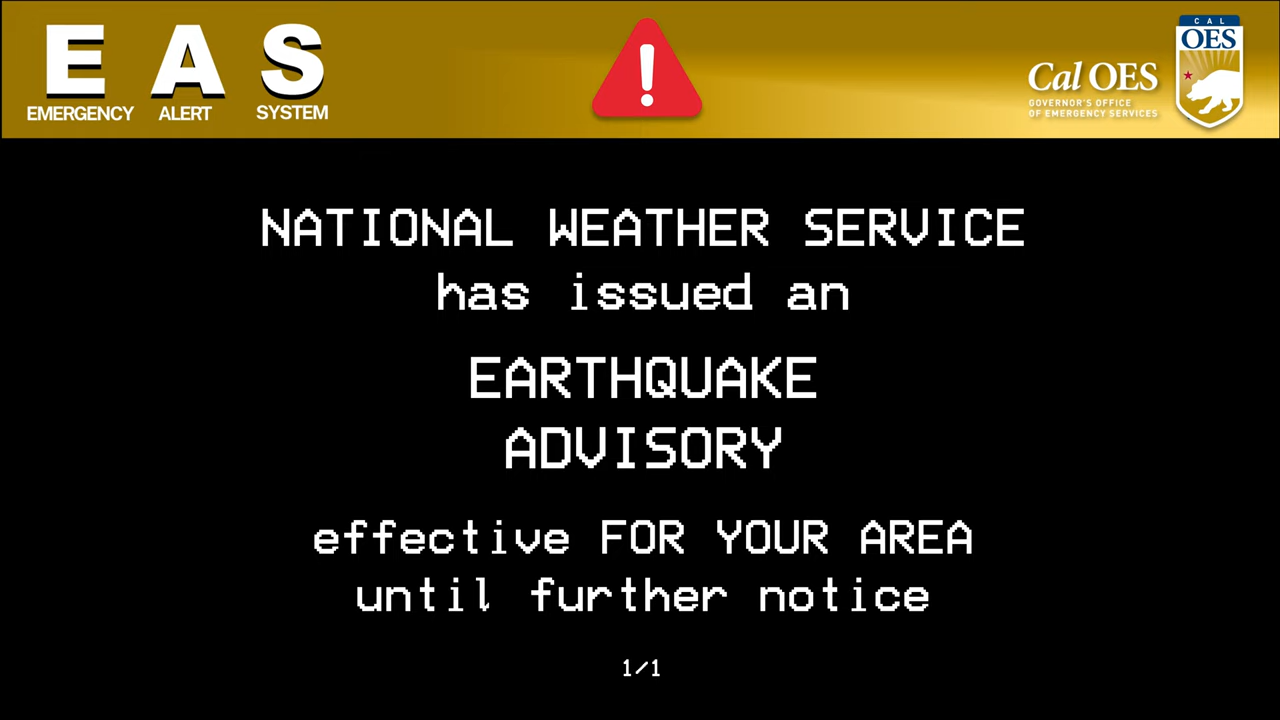 E A S
EMERGENCY ALERT SYSTEM
!
Cal OES
GOVERNOR'S OFFICE
OF EMERGENCY SERVICES
CAL
OES
NATIONAL WEATHER SERVICE
has issued an
EARTHQUAKE
ADVISORY
effective FOR YOUR AREA
until further notice
1/1